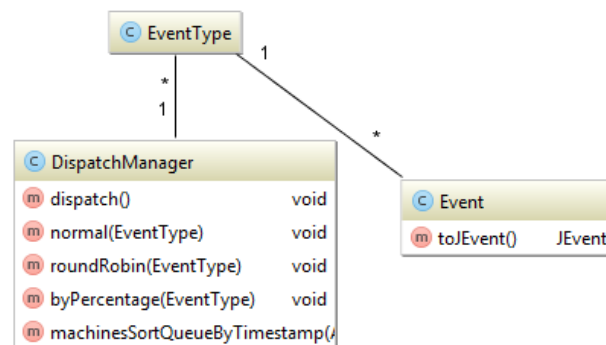 C EventType
1
*
1
*
C DispatchManager
m dispatch() void
m normal(EventType) void
m roundRobin(EventType) void
m byPercentage(EventType) void
m machinesSortQueueByTimestamp(
C Event
m toJEvent() JEvent